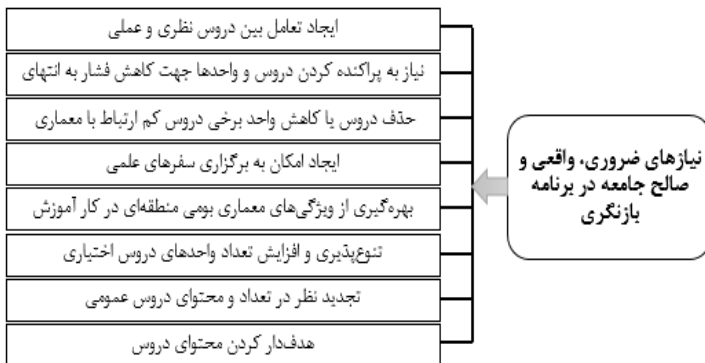 نیازهای ضروری، واقعی و
صالح جامعه در برنامه
بازنگری
ایجاد تعامل بین دروس نظری و عملی
نیاز به پراکنده کردن دروس و واحدها جهت کاهش فشار به انتهای
حذف دروس یا کاهش واحد برخی دروس کم ارتباط با معماری
ایجاد امکان به برگزاری سفرهای علمی
بهره‌گیری از ویژگی‌های معماری بومی منطقه‌ای در کار آموزش
تنوع‌پذیری و افزایش تعداد واحدهای دروس اختیاری
تجدید نظر در تعداد و محتوای دروس عمومی
هدف‌دار کردن محتوای دروس